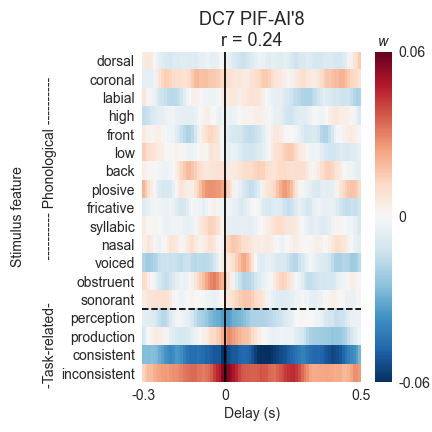 DC7 PIF-AI'8
r = 0.24
w
Stimulus feature
---------- Phonological ----------
-Task-related-
dorsal
coronal
labial
high
front
low
back
plosive
fricative
syllabic
nasal
voiced
obstruent
sonorant
perception
production
consistent
inconsistent
0.06
0
-0.06
-0.3 0 0.5
Delay (s)